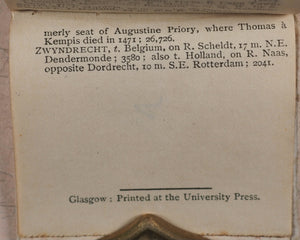 merly seat of Augustine Priory, where Thomas à
Kempis died in 1471; 26,726.
ZWYNDRECHT, t. Belgium, on R. Scheldt, 17 m. N.E.
Dendermonde; 3580; also t. Holland, on R. Naas,
opposite Dordrecht, 10 m. S.E. Rotterdam; 2041.
Glasgow: Printed at the University Press.